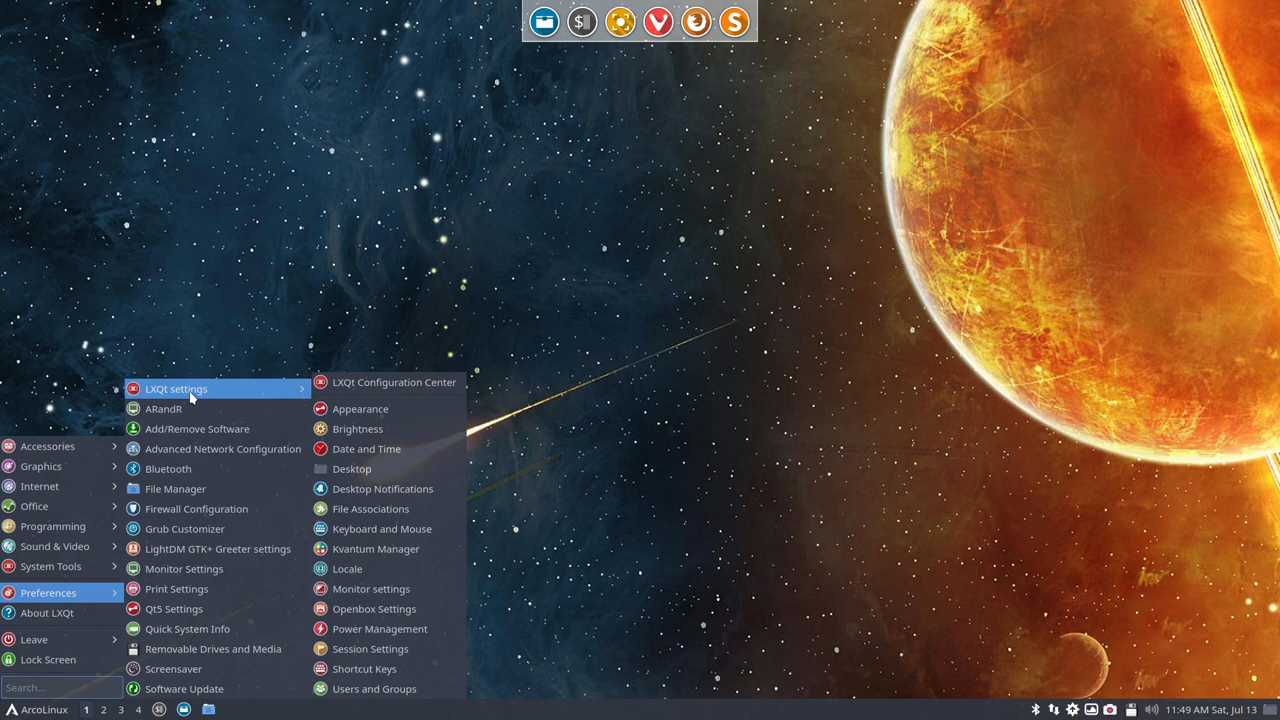 $
S
LXQt settings
ARandR
Add/Remove Software
Advanced Network Configuration
Bluetooth
File Manager
Firewall Configuration
Grub Customizer
LightDM GTK+ Greeter settings
Monitor Settings
Print Settings
Qt5 Settings
Quick System Info
Removable Drives and Media
Screensaver
Software Update
LXQt Configuration Center
Appearance
Brightness
Date and Time
Desktop
Desktop Notifications
File Associations
Keyboard and Mouse
Kvantum Manager
Locale
Monitor settings
Openbox Settings
Power Management
Session Settings
Shortcut Keys
Users and Groups
Accessories
Graphics
Internet
Office
Programming
Sound & Video
System Tools
Preferences
About LXQt
Leave
Lock Screen
Search...
ArcoLinux 1 2 3 4 11:49 AM Sat, Jul 13